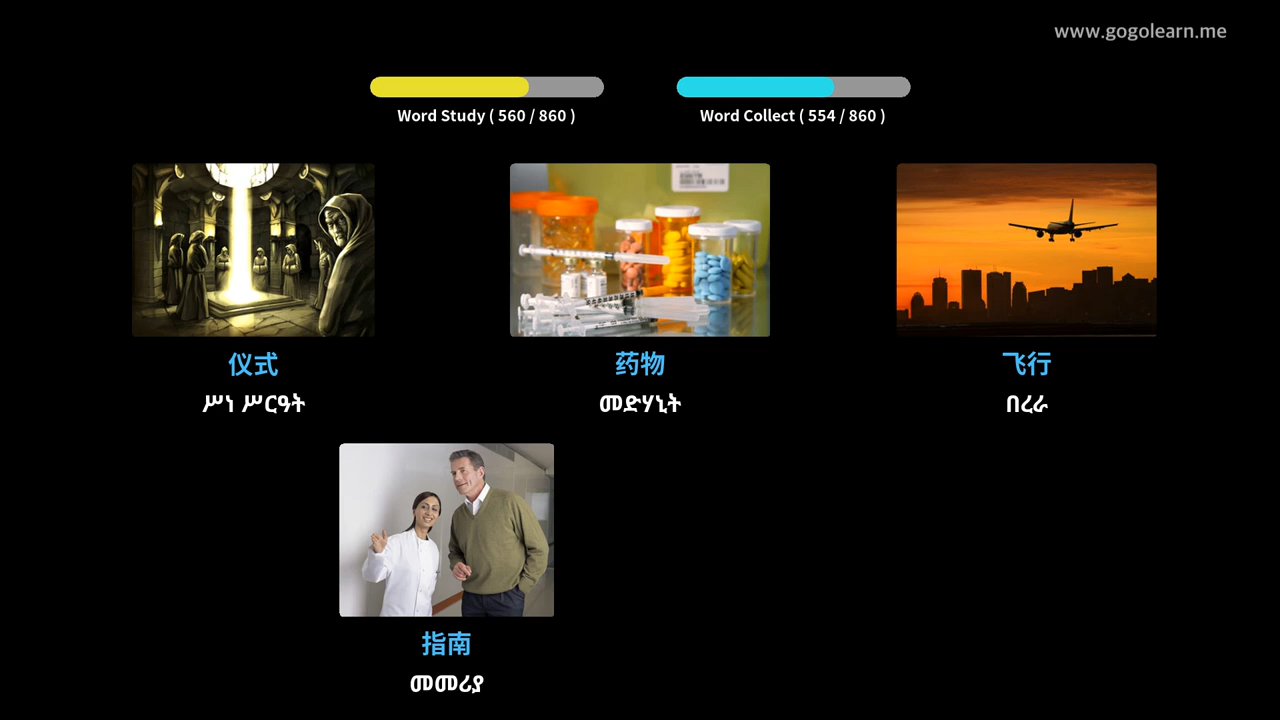 www.gogolearn.me
Word Study ( 560 / 860 )
Word Collect ( 554 / 860 )
仪式
ሥነ ሥርዓት
药物
መድሃኒት
飞行
በረራ
指南
መመሪያ